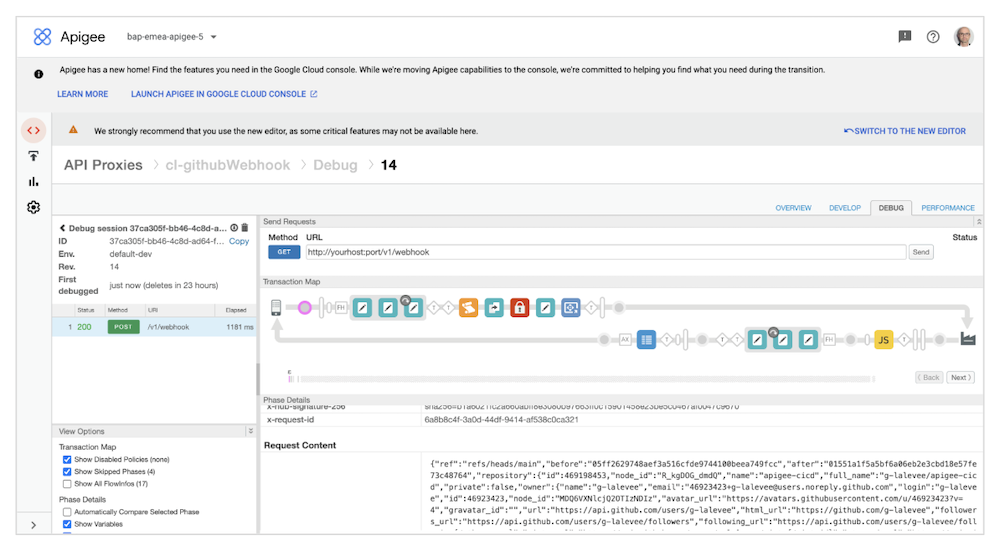 Apigee
bap-emea-apigee-5
Apigee has a new home! Find the features you need in the Google Cloud console. While we're moving Apigee capabilities to the console, we're committed to helping you find what you need during the transition.
LEARN MORE LAUNCH APIGEE IN GOOGLE CLOUD CONSOLE
We strongly recommend that you use the new editor, as some critical features may not be available here.
SWITCH TO THE NEW EDITOR
API Proxies > cl-githubWebhook > Debug > 14
OVERVIEW DEVELOP DEBUG PERFORMANCE
Debug session 37ca305f-bb46-4c8d-a...
ID 37ca305f-bb46-4c8d-ad64-f... Copy
Env. default-dev
Rev. 14
First debugged just now (deletes in 23 hours)
Status Method URI Elapsed
1 200 POST /v1/webhook 1181 ms
Send Requests
Method URL Status
GET http://yourhost:port/v1/webhook Send
Transaction Map
FH
AX FH JS
ε
Back Next
View Options
Transaction Map
Show Disabled Policies (none)
Show Skipped Phases (4)
Show All FlowInfos (17)
Phase Details
Automatically Compare Selected Phase
Show Variables
Phase Details
x-hub-signature-256
x-request-id 6a8b8c4f-3a0d-44df-9414-af538c0ca321
Request Content
{"ref":"refs/heads/main","before":"05ff2629748aef3a516cfde9744100beea749fcc","after":"01551a1f5a5bf6a06eb2e3cbd18e57fe
73c48764","repository":{"id":469198453,"node_id":"R_kgDOG_dmdQ","name":"apigee-cicd","full_name":"g-lalevee/apigee-ci
cd","private":false,"owner":{"name":"g-lalevee","email":"46923423+g-lalevee@users.noreply.github.com","login":"g-lalev
ee","id":46923423,"node_id":"MDQ6VXNlcjQ2OTIzNDIz","avatar_url":"https://avatars.githubusercontent.com/u/46923423?v=
4","gravatar_id":"","url":"https://api.github.com/users/g-lalevee","html_url":"https://github.com/g-lalevee","follower
s_url":"https://api.github.com/users/g-lalevee/followers","following_url":"https://api.github.com/users/g-lalevee/foll